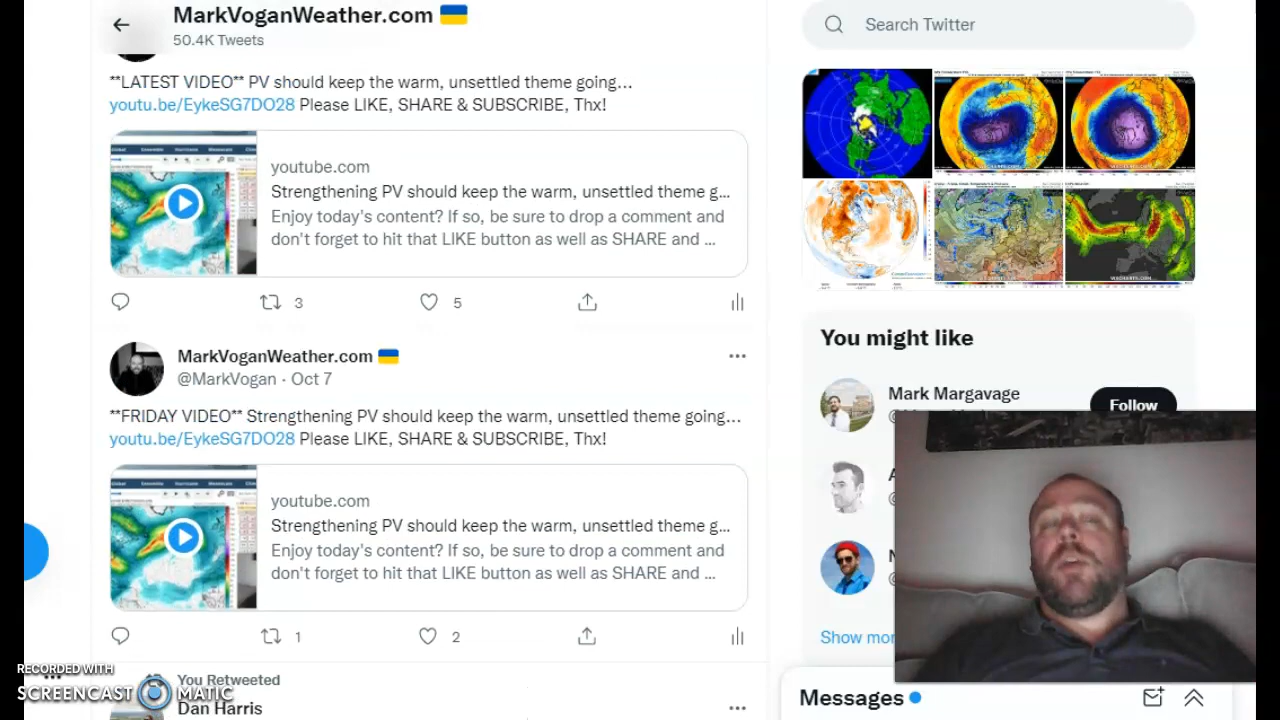 MarkVoganWeather.com
50.4K Tweets
Search Twitter
**LATEST VIDEO** PV should keep the warm, unsettled theme going…
youtu.be/EykeSG7DO28 Please LIKE, SHARE & SUBSCRIBE, Thx!
youtube.com
Strengthening PV should keep the warm, unsettled theme g...
Enjoy today's content? If so, be sure to drop a comment and
don't forget to hit that LIKE button as well as SHARE and ...
3
5
MarkVoganWeather.com
@MarkVogan · Oct 7
**FRIDAY VIDEO** Strengthening PV should keep the warm, unsettled theme going…
youtu.be/EykeSG7DO28 Please LIKE, SHARE & SUBSCRIBE, Thx!
youtube.com
Strengthening PV should keep the warm, unsettled theme g...
Enjoy today's content? If so, be sure to drop a comment and
don't forget to hit that LIKE button as well as SHARE and ...
1
2
You Retweeted
Dan Harris
You might like
Mark Margavage
Follow
Show mor
Messages
RECORDED WITH
SCREENCAST MATIC